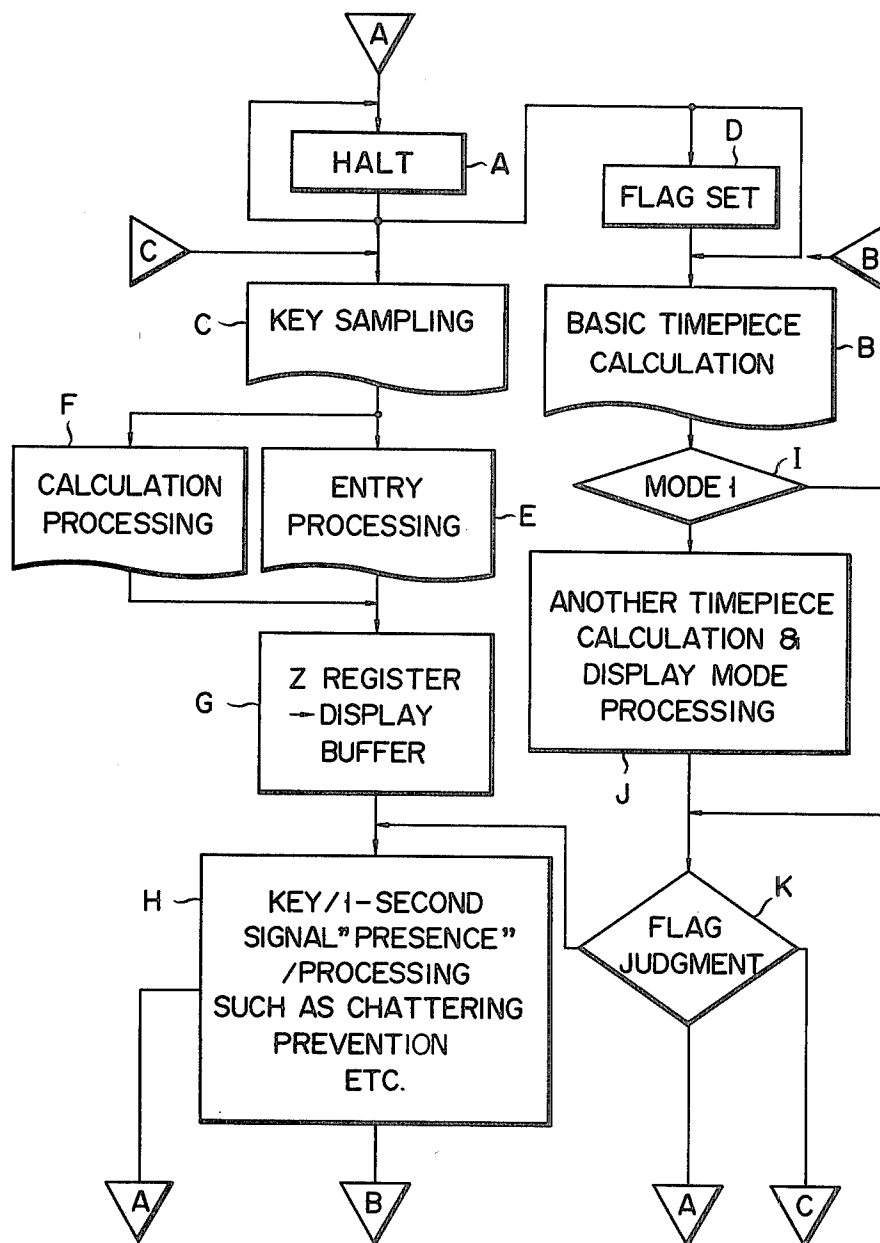 A
HALT
A
D
FLAG SET
C
B
C
KEY SAMPLING
BASIC TIMEPIECE
CALCULATION
B
F
CALCULATION
PROCESSING
ENTRY
PROCESSING
E
MODE 1
I
G
Z REGISTER
→ DISPLAY
BUFFER
ANOTHER TIMEPIECE
CALCULATION &
DISPLAY MODE
PROCESSING
J
H
KEY/1-SECOND
SIGNAL"PRESENCE"
/PROCESSING
SUCH AS CHATTERING
PREVENTION
ETC.
K
FLAG
JUDGMENT
A
B
A
C